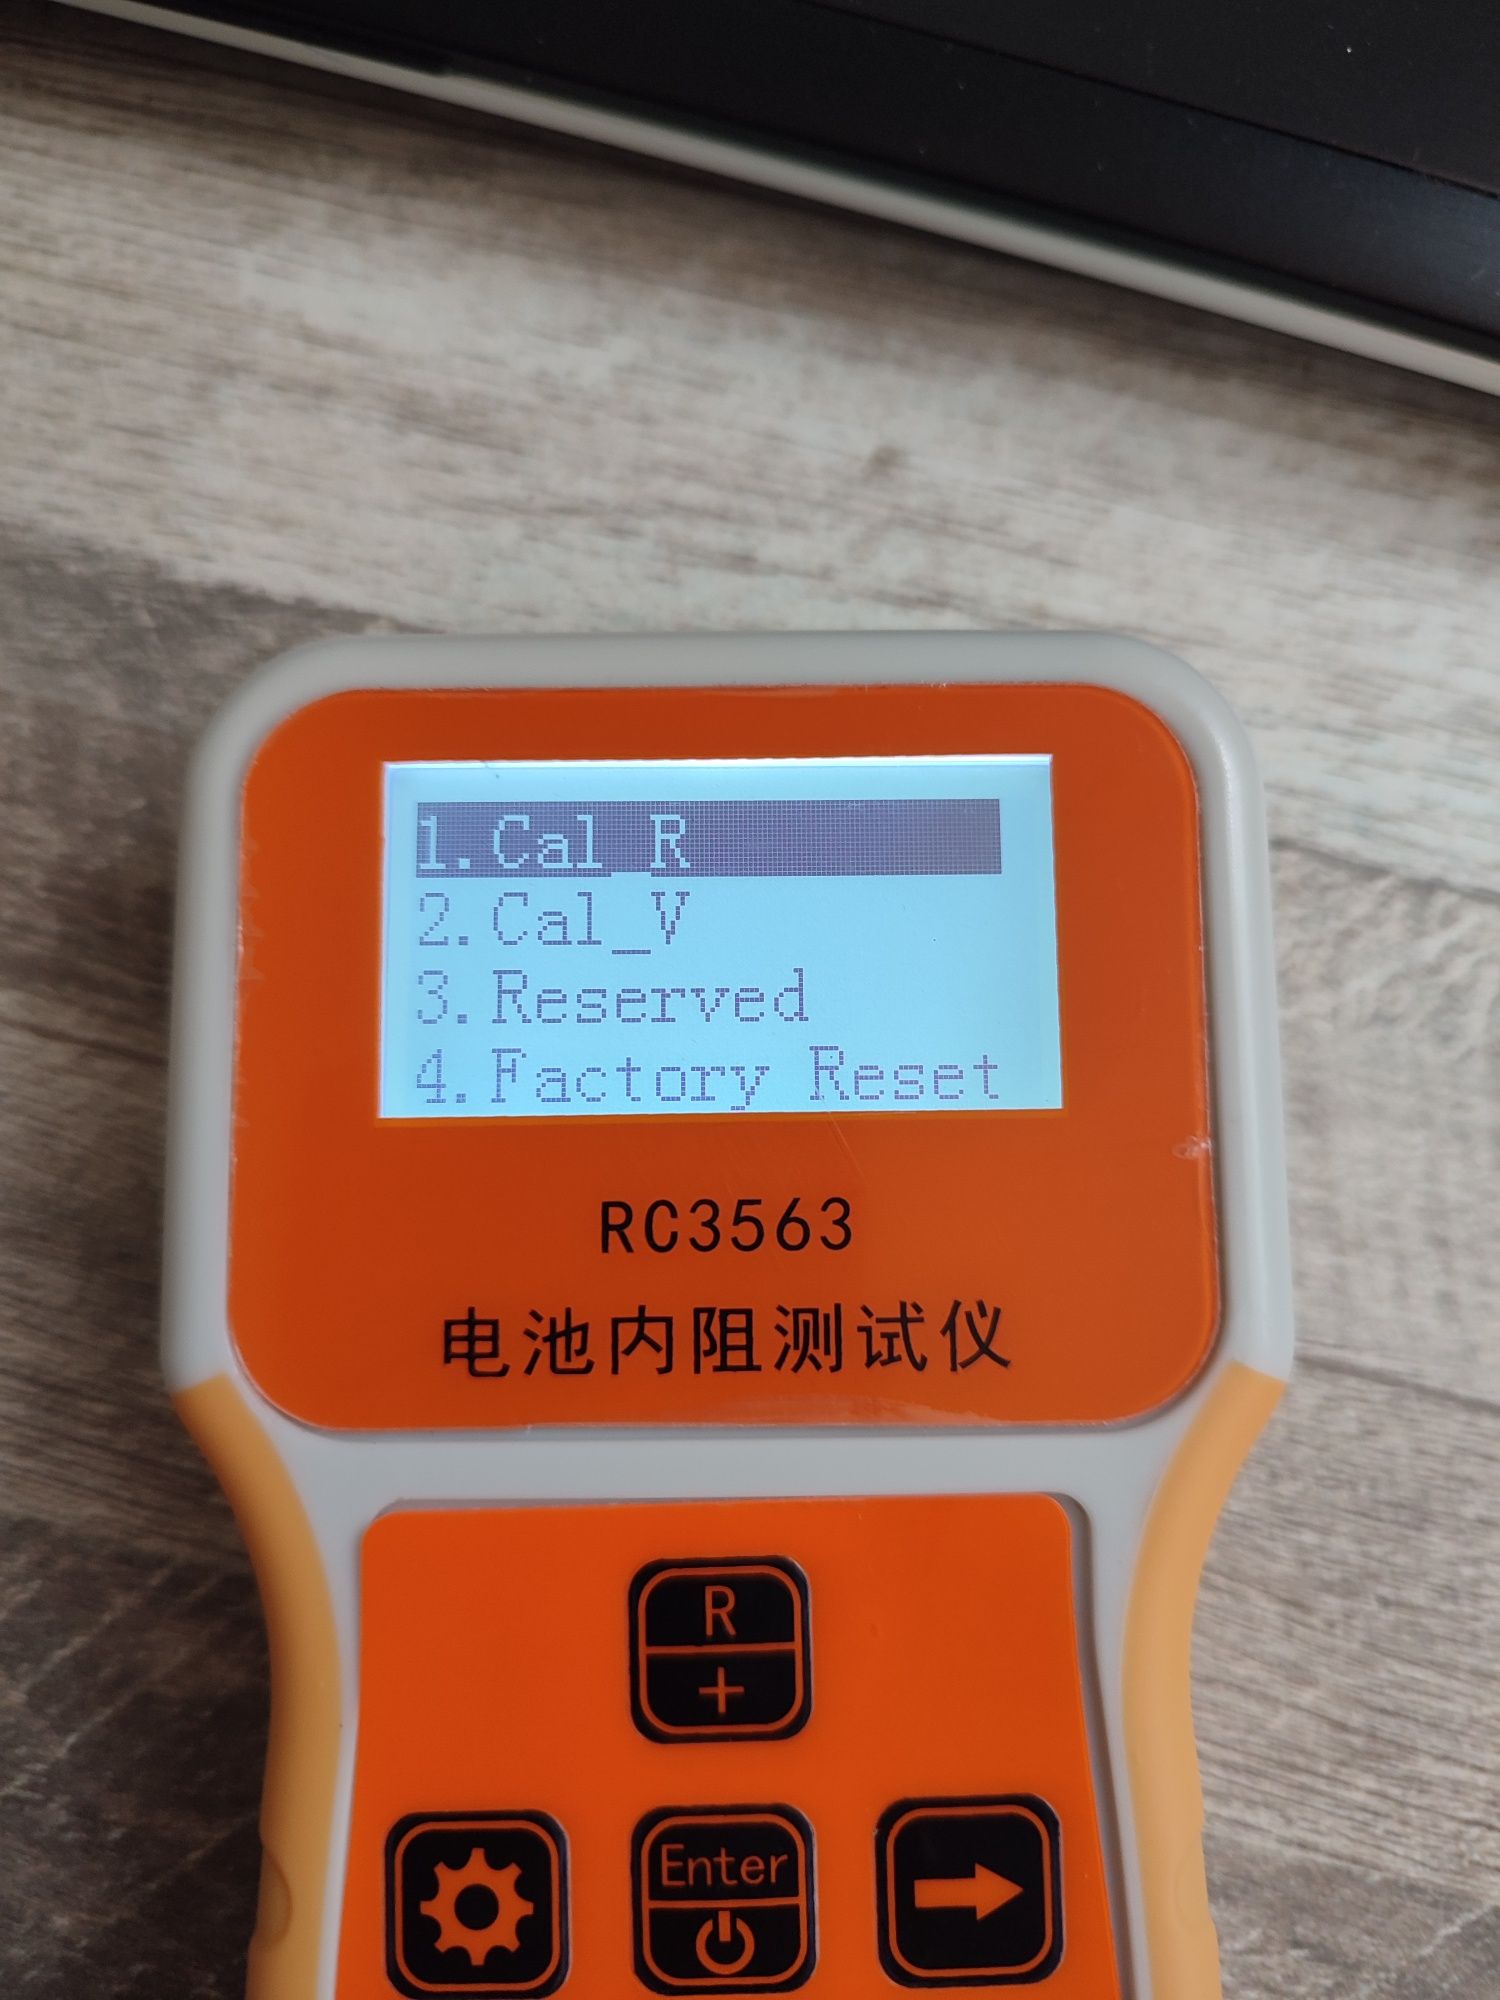 1.Cal_R
2.Cal_V
3.Reserved
4.Factory Reset
RC3563
电池内阻测试仪
R
+
Enter